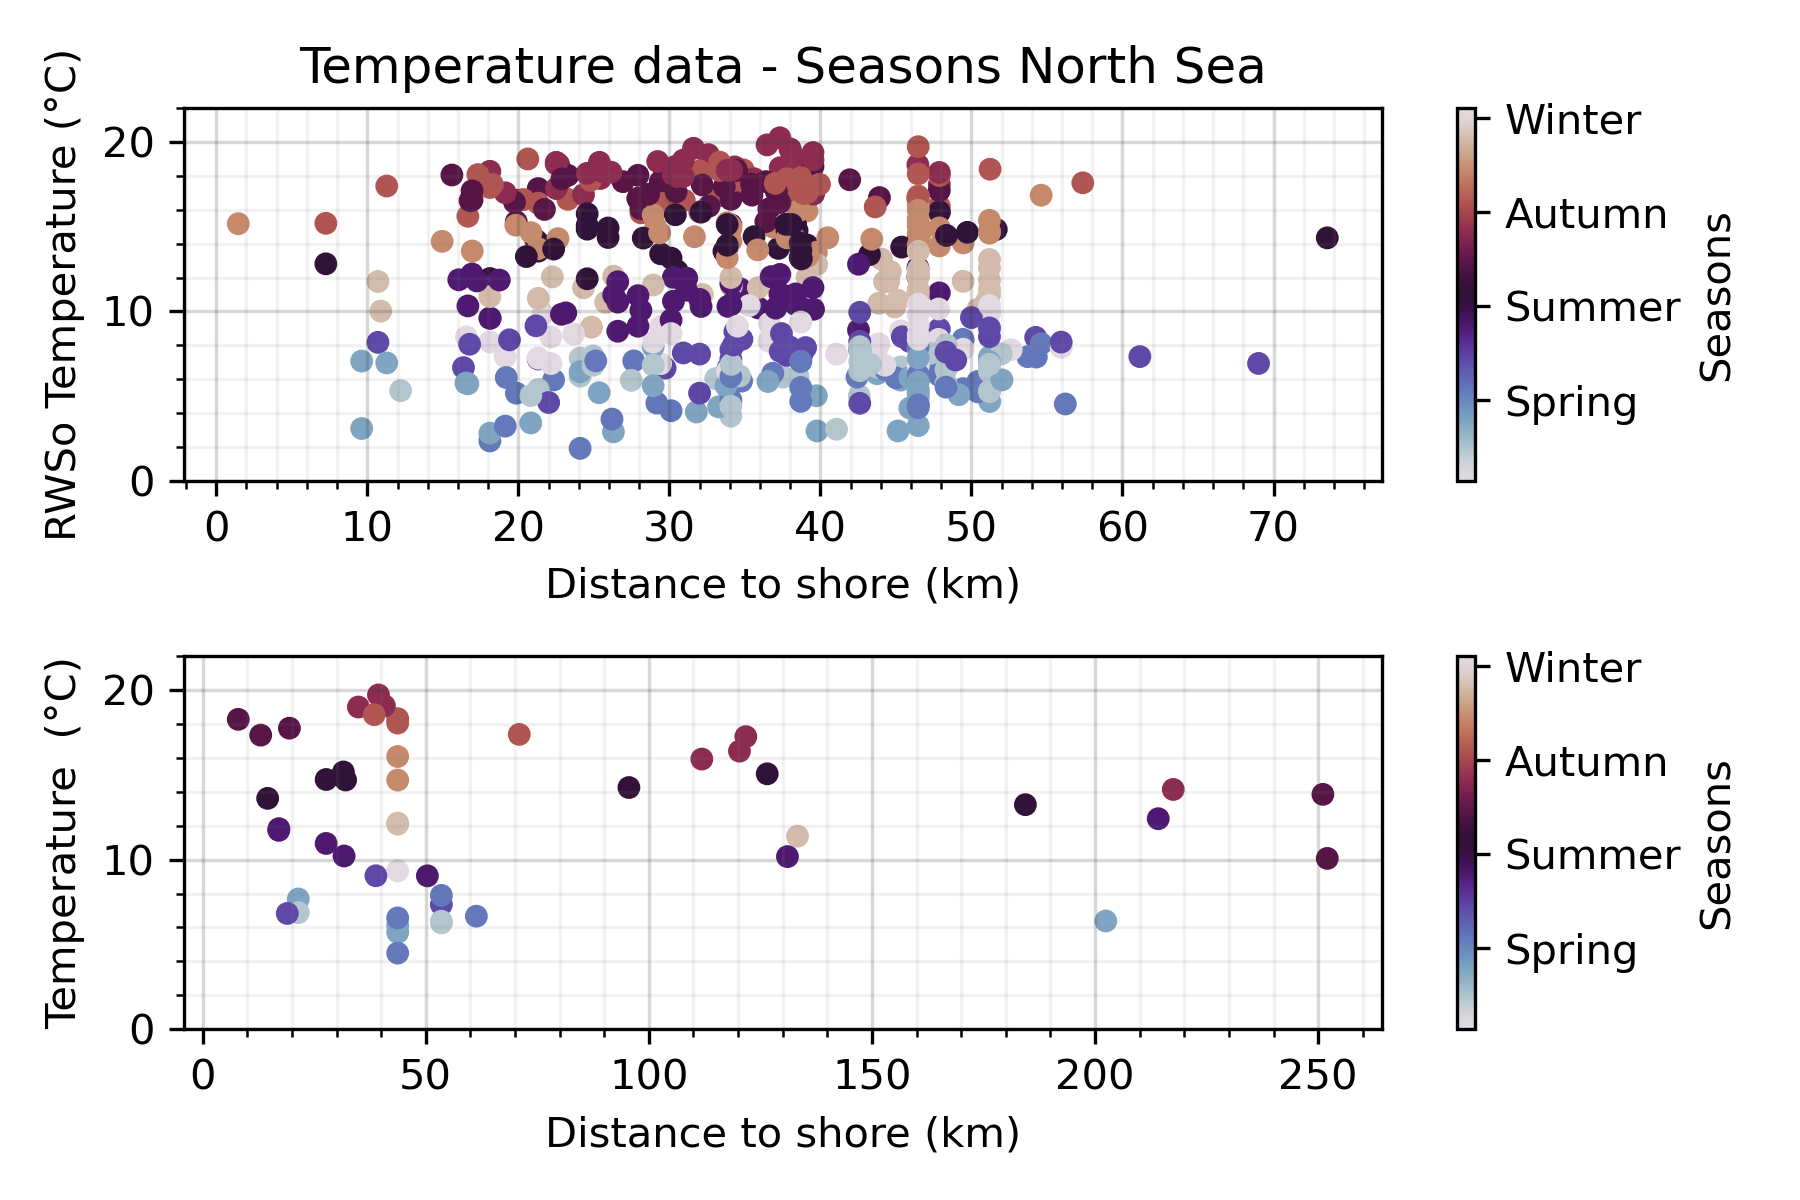 Temperature data - Seasons North Sea
RWSo Temperature (°C)
20
10
0
0 10 20 30 40 50 60 70
Distance to shore (km)
Winter
Autumn
Summer
Spring
Seasons
Temperature (°C)
20
10
0
0 50 100 150 200 250
Distance to shore (km)
Winter
Autumn
Summer
Spring
Seasons